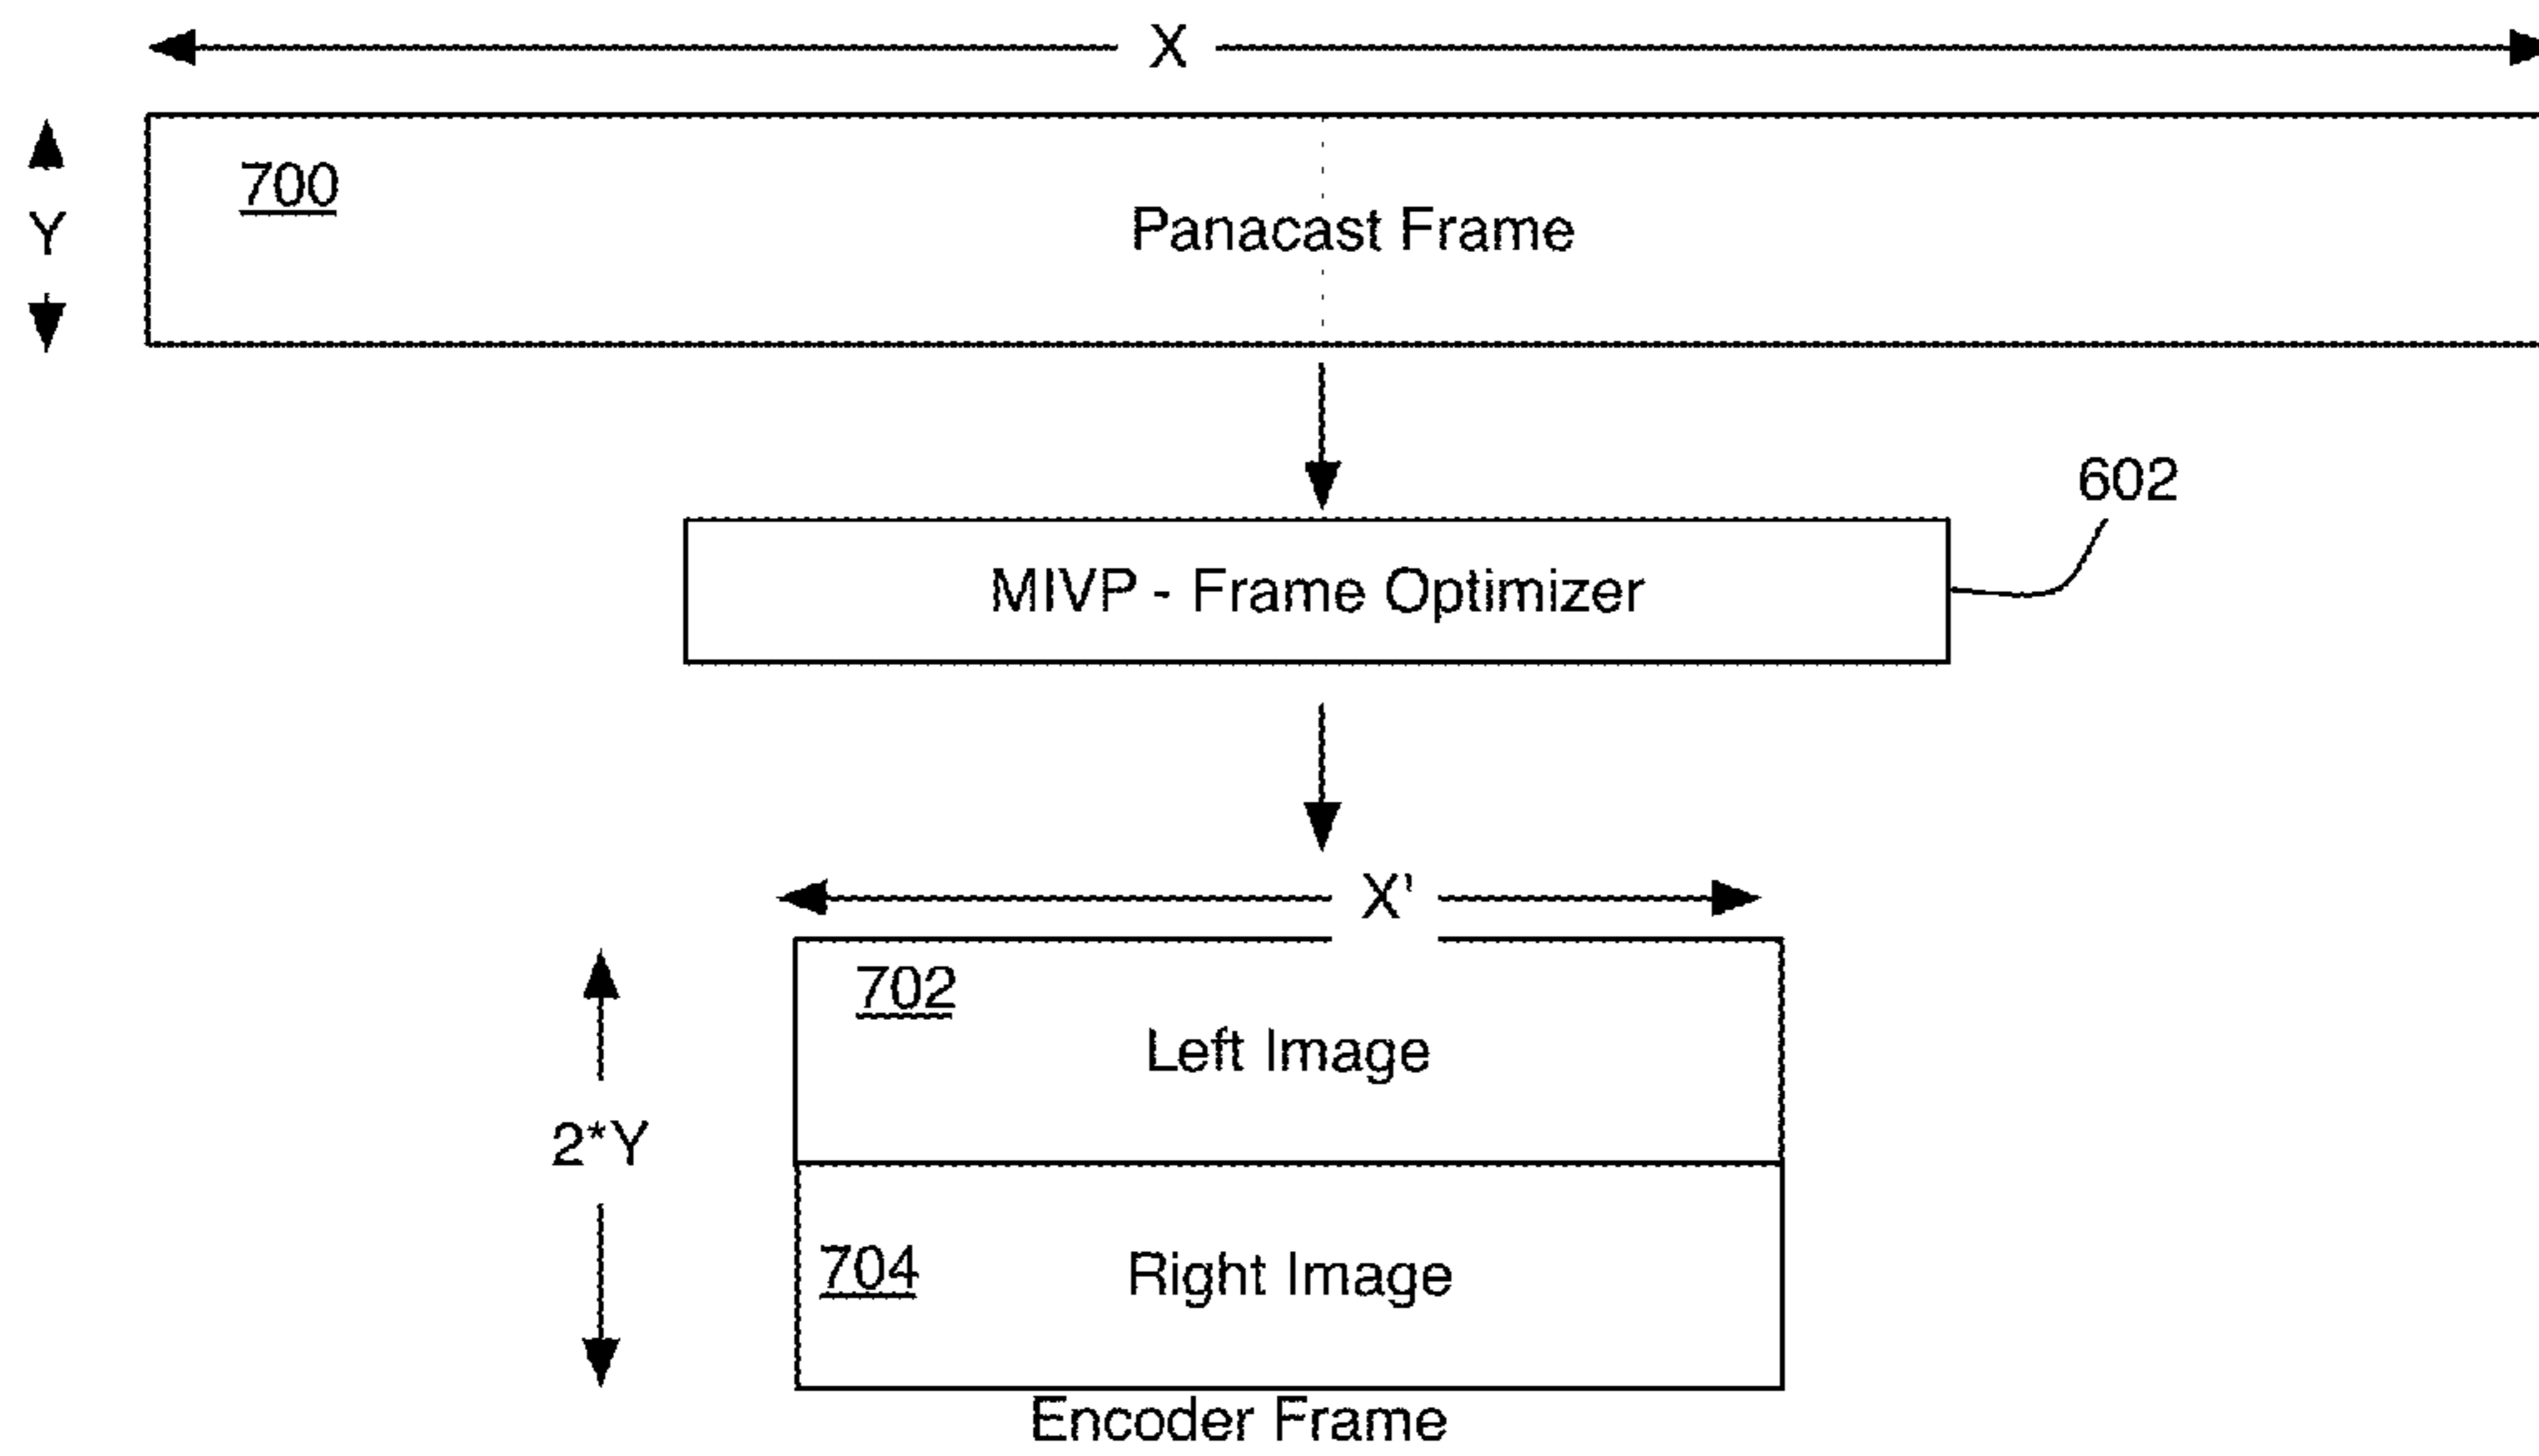 X
700
Y
Panacast Frame
602
MIVP - Frame Optimizer
X'
702
Left Image
2*Y
704
Right Image
Encoder Frame